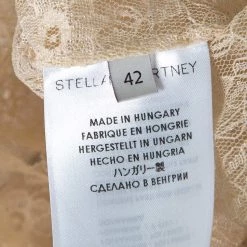 STELLA McCARTNEY
42
MADE IN HUNGARY
FABRIQUE EN HONGRIE
HERGESTELLT IN UNGARN
HECHO EN HUNGRIA
ハンガリー製
СДЕЛАНО В ВЕНГРИИ